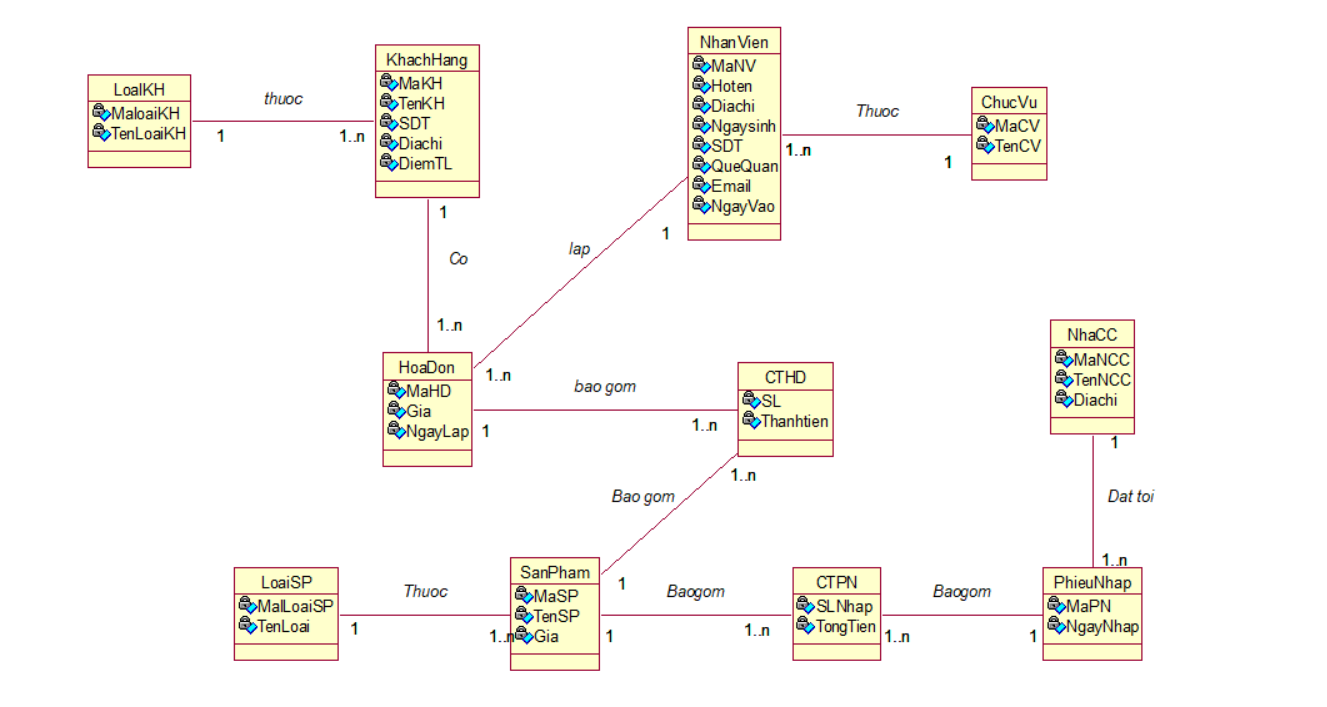 LoaIKH
MaloaiKH
TenLoaiKH
thuoc
1
1..n
KhachHang
MaKH
TenKH
SDT
Diachi
DiemTL
NhanVien
MaNV
Hoten
Diachi
Ngaysinh
SDT
QueQuan
Email
NgayVao
Thuoc
1..n
1
ChucVu
MaCV
TenCV
1
Co
1..n
lap
1
1..n
HoaDon
MaHD
Gia
NgayLap
bao gom
1
1..n
CTHD
SL
Thanhtien
NhaCC
MaNCC
TenNCC
Diachi
1
Dat toi
1..n
Bao gom
1..n
1
LoaiSP
MalLoaiSP
TenLoai
Thuoc
1
1..n
SanPham
MaSP
TenSP
Gia
Baogom
1
1..n
CTPN
SLNhap
TongTien
Baogom
1..n
1
PhieuNhap
MaPN
NgayNhap